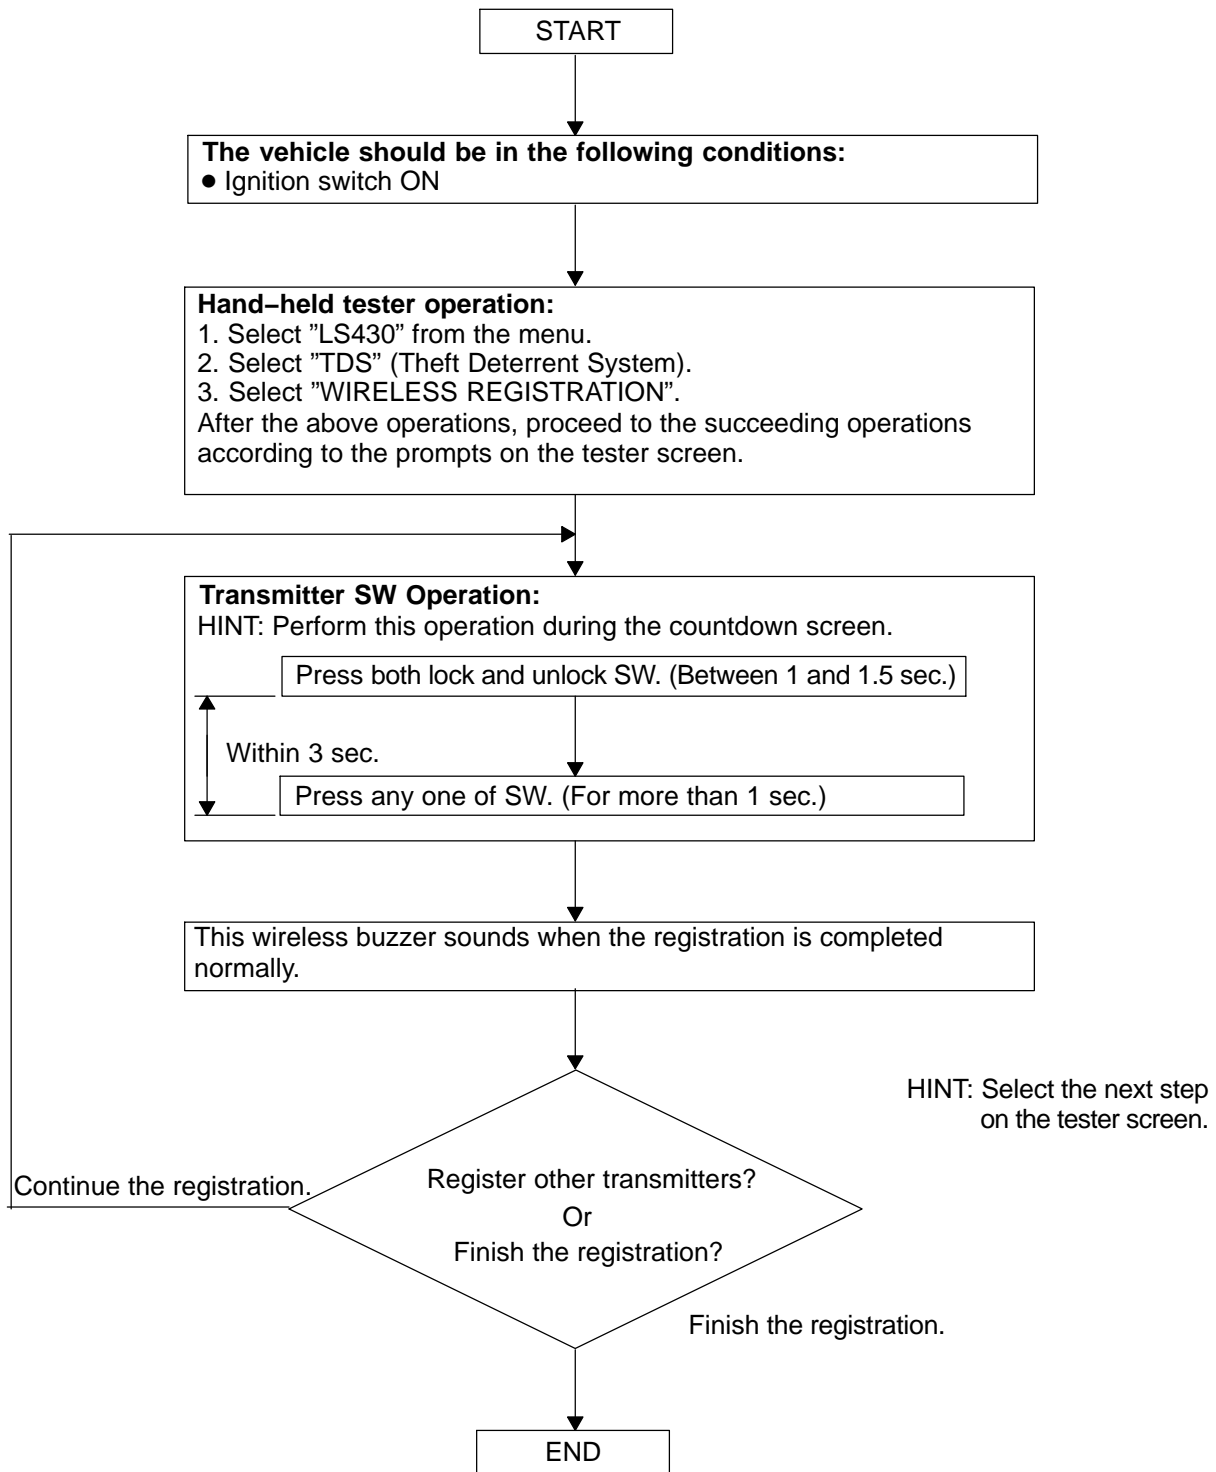 START
The vehicle should be in the following conditions:
● Ignition switch ON
Hand–held tester operation:
1. Select ”LS430” from the menu.
2. Select ”TDS” (Theft Deterrent System).
3. Select ”WIRELESS REGISTRATION”.
After the above operations, proceed to the succeeding operations
according to the prompts on the tester screen.
Transmitter SW Operation:
HINT: Perform this operation during the countdown screen.
Press both lock and unlock SW. (Between 1 and 1.5 sec.)
Within 3 sec.
Press any one of SW. (For more than 1 sec.)
This wireless buzzer sounds when the registration is completed
normally.
HINT: Select the next step
on the tester screen.
Continue the registration.
Register other transmitters?
Or
Finish the registration?
Finish the registration.
END